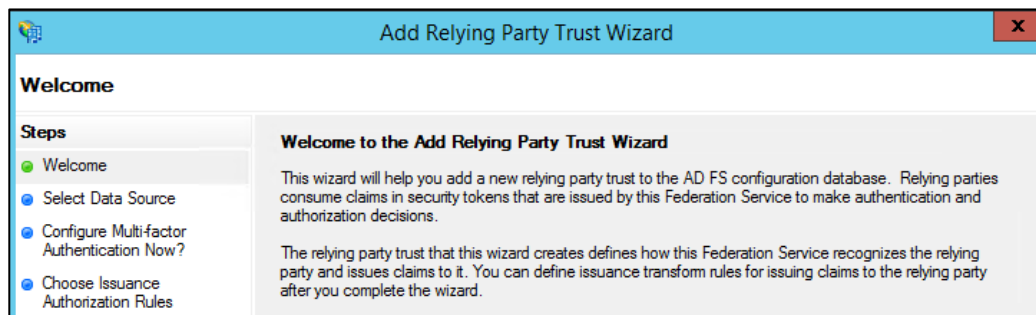 Add Relying Party Trust Wizard
x
Welcome
Steps
Welcome
Select Data Source
Configure Multi-factor
Authentication Now?
Choose Issuance
Authorization Rules
Welcome to the Add Relying Party Trust Wizard
This wizard will help you add a new relying party trust to the AD FS configuration database.  Relying parties
consume claims in security tokens that are issued by this Federation Service to make authentication and
authorization decisions.
The relying party trust that this wizard creates defines how this Federation Service recognizes the relying
party and issues claims to it. You can define issuance transform rules for issuing claims to the relying party
after you complete the wizard.